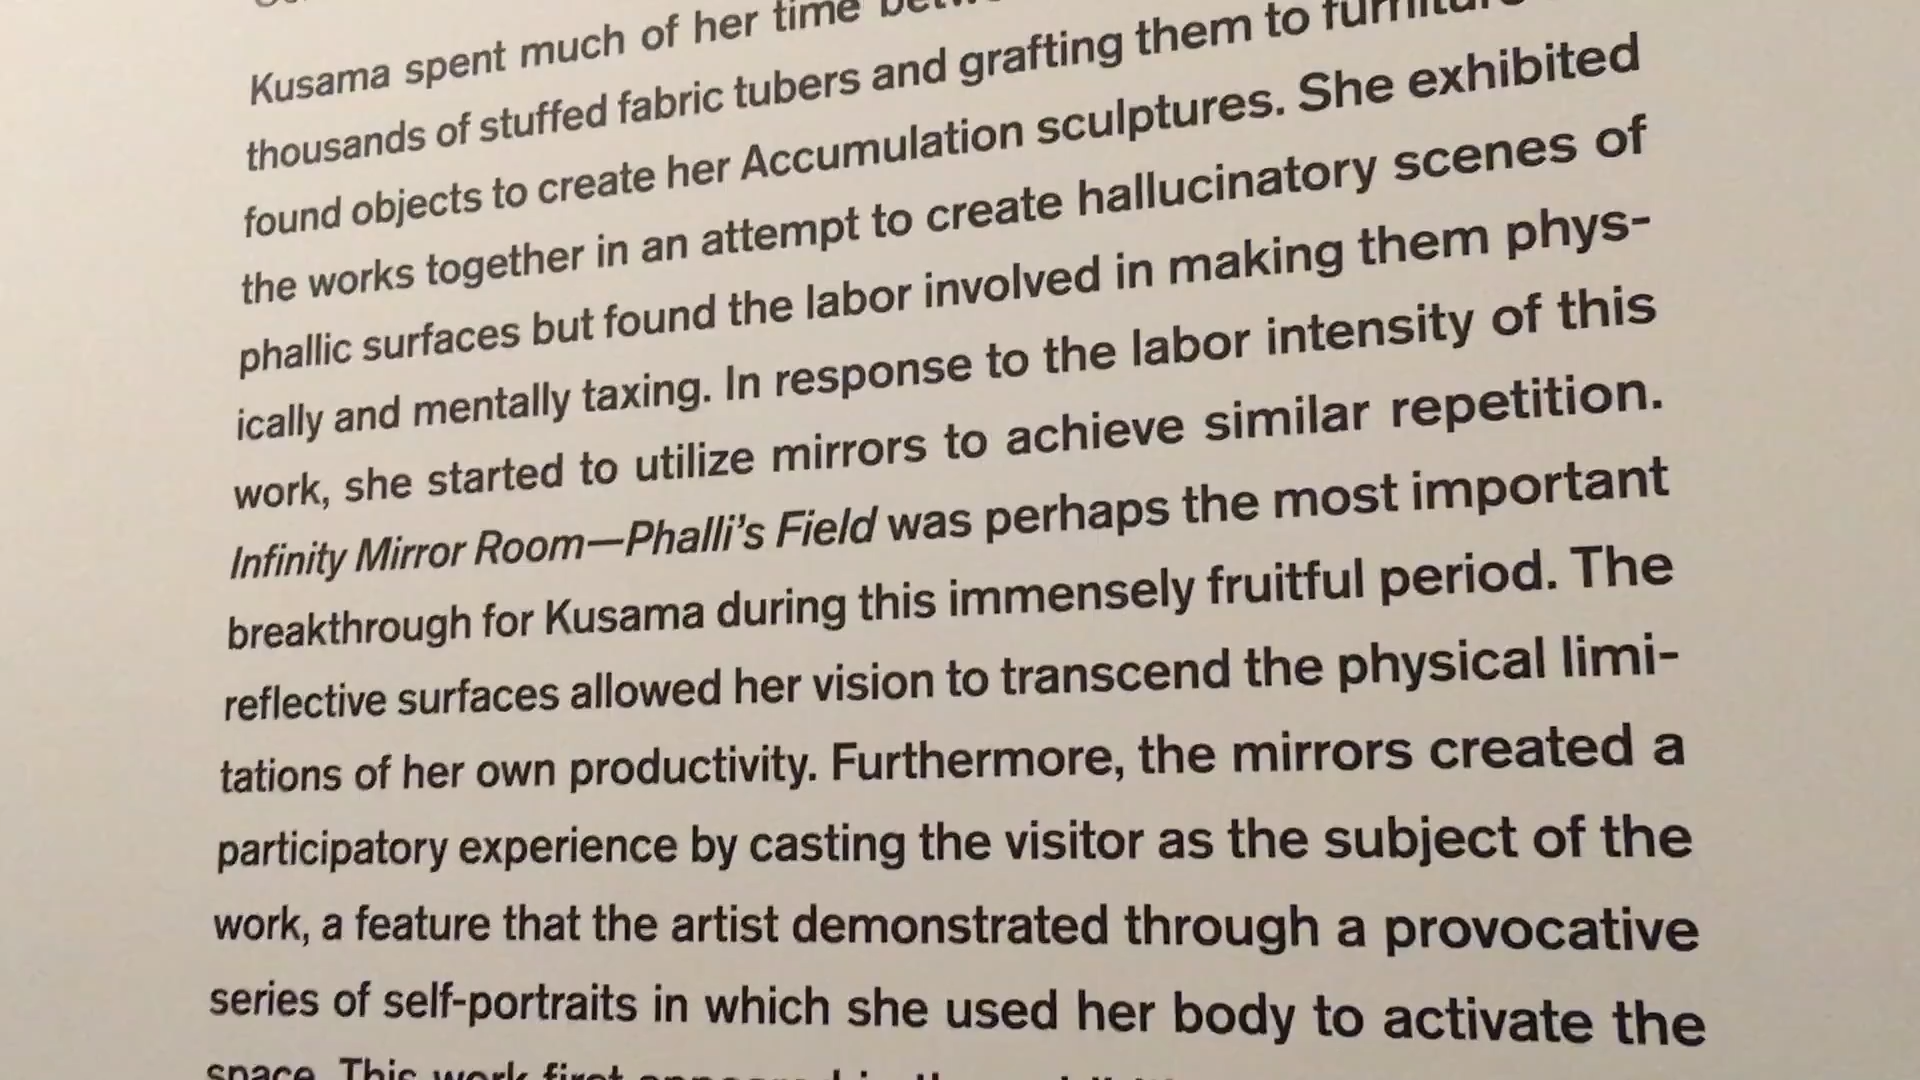 Kusama spent much of her time
thousands of stuffed fabric tubers and grafting them to
found objects to create her Accumulation sculptures. She exhibited
the works together in an attempt to create hallucinatory scenes of
phallic surfaces but found the labor involved in making them phys-
ically and mentally taxing. In response to the labor intensity of this
work, she started to utilize mirrors to achieve similar repetition.
Infinity Mirror Room—Phalli's Field was perhaps the most important
breakthrough for Kusama during this immensely fruitful period. The
reflective surfaces allowed her vision to transcend the physical limi-
tations of her own productivity. Furthermore, the mirrors created a
participatory experience by casting the visitor as the subject of the
work, a feature that the artist demonstrated through a provocative
series of self-portraits in which she used her body to activate the
space. This work first